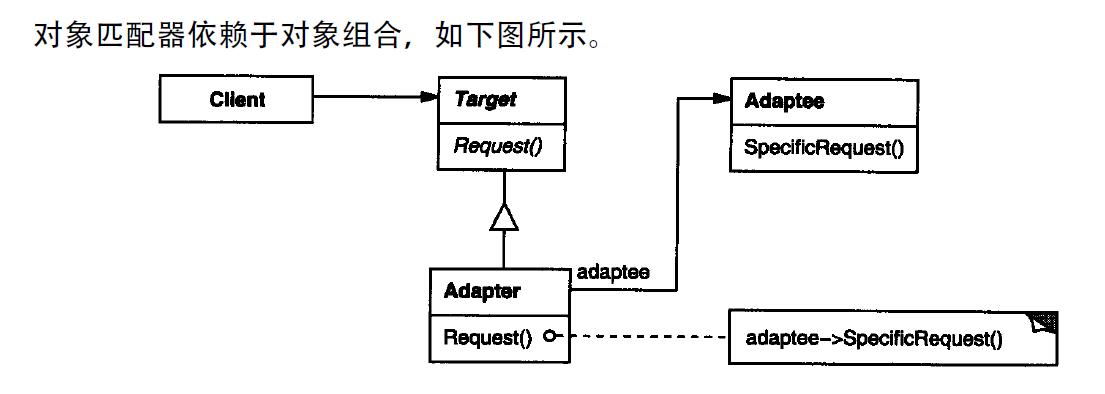 对象匹配器依赖于对象组合，如下图所示。
Client
Target
Request()
Adaptee
SpecificRequest()
adaptee
Adapter
Request()
adaptee->SpecificRequest()